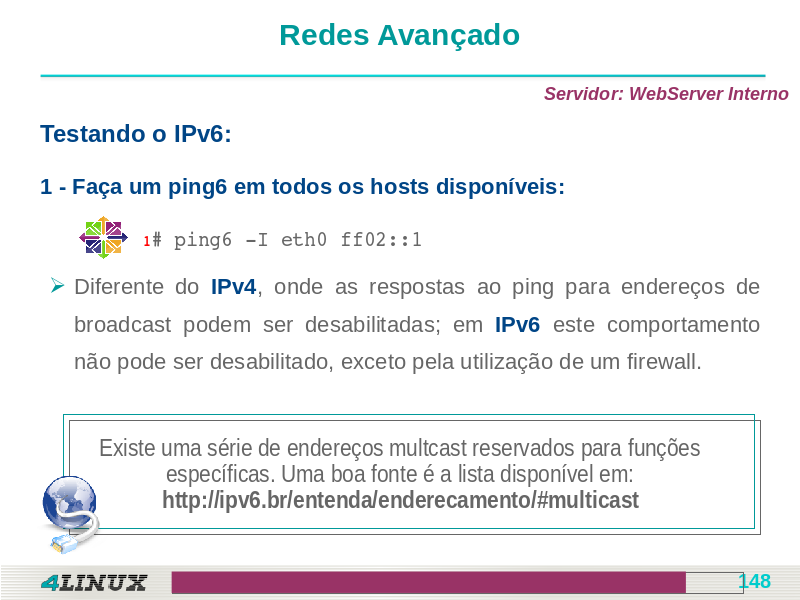 Redes Avançado
Servidor: WebServer Interno
Testando o IPv6:
1 - Faça um ping6 em todos os hosts disponíveis:
1# ping6 -I eth0 ff02::1
Diferente do IPv4, onde as respostas ao ping para endereços de
broadcast podem ser desabilitadas; em IPv6 este comportamento
não pode ser desabilitado, exceto pela utilização de um firewall.
Existe uma série de endereços multcast reservados para funções
específicas. Uma boa fonte é a lista disponível em:
http://ipv6.br/entenda/enderecamento/#multicast
4LINUX
148